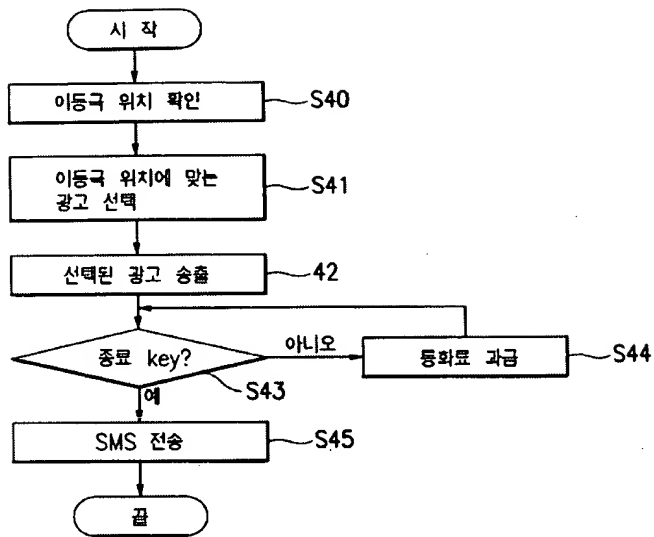 시 작
이동국 위치 확인
S40
이동국 위치에 맞는
광고 선택
S41
선택된 광고 송출
42
종료 key?
아니오
통화료 과금
S44
S43
예
SMS 전송
S45
끝